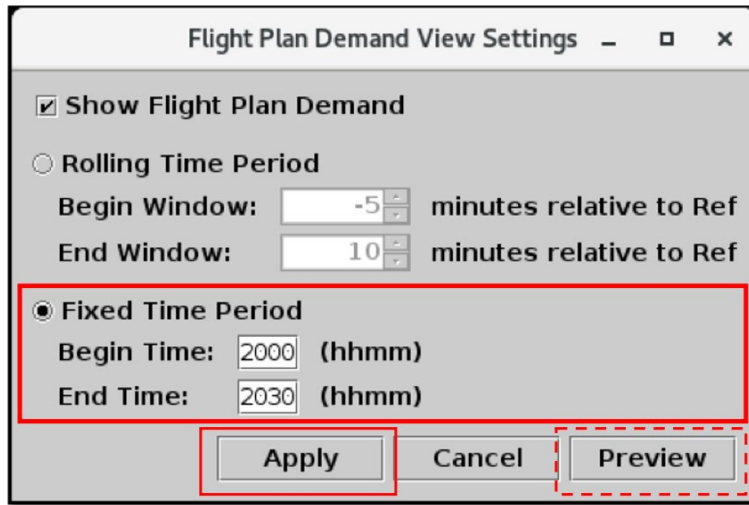 Flight Plan Demand View Settings
Show Flight Plan Demand
Rolling Time Period
Begin Window: -5 minutes relative to Ref
End Window: 10 minutes relative to Ref
Fixed Time Period
Begin Time: 2000 (hhmm)
End Time: 2030 (hhmm)
Apply Cancel Preview